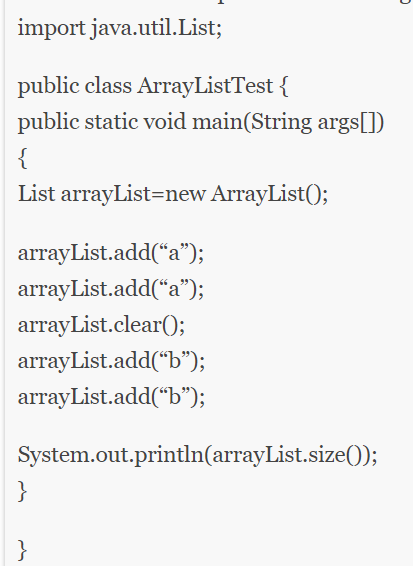 import java.util.List;
public class ArrayListTest {
public static void main(String args[])
{
List arrayList=new ArrayList();
arrayList.add(“a”);
arrayList.add(“a”);
arrayList.clear();
arrayList.add(“b”);
arrayList.add(“b”);
System.out.println(arrayList.size());
}
}